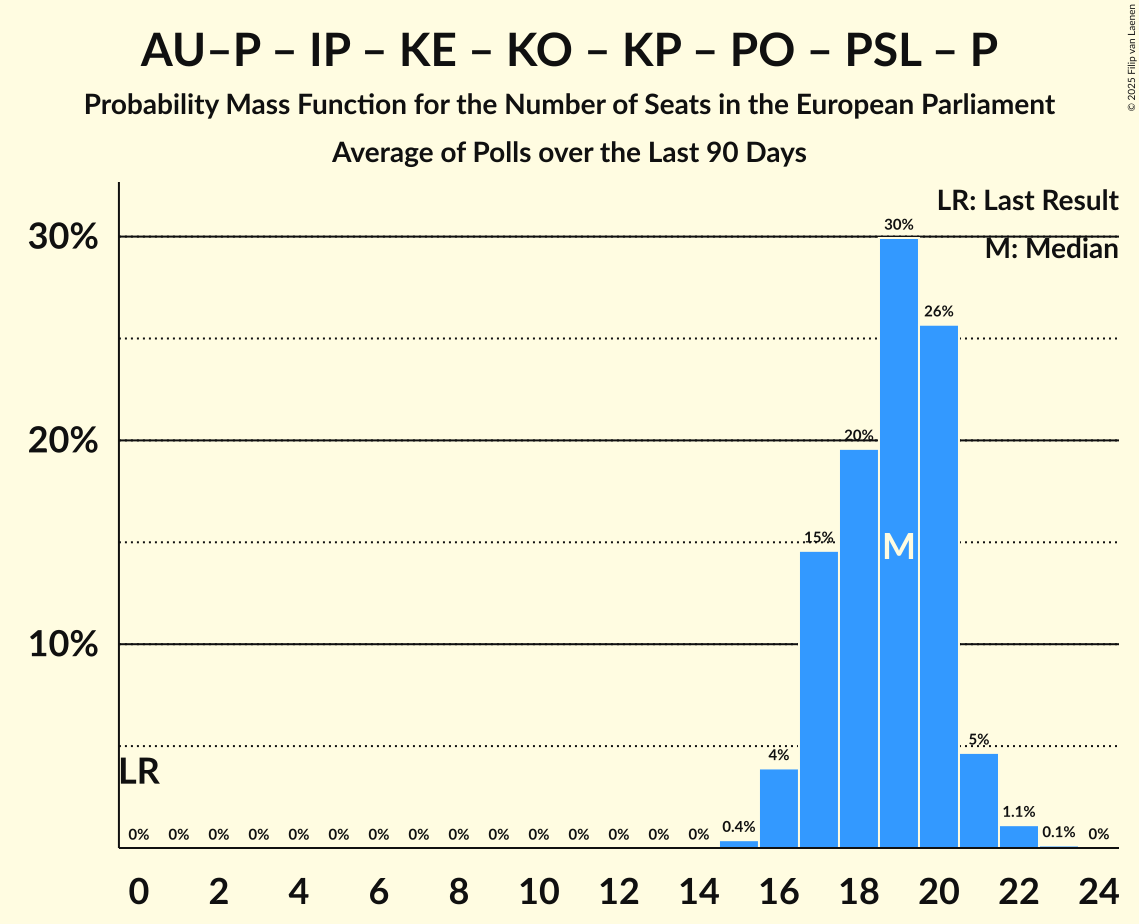 AU–P – IP – KE – KO – KP – PO – PSL – P
Probability Mass Function for the Number of Seats in the European Parliament
Average of Polls over the Last 90 Days
© 2025 Filip van Laenen
LR: Last Result
M: Median
30%
20%
10%
30%
26%
20%
15%
M
4%
5%
LR
0% 0% 0% 0% 0% 0% 0% 0% 0% 0% 0% 0% 0% 0% 0% 0.4% 1.1% 0.1% 0%
0 2 4 6 8 10 12 14 16 18 20 22 24